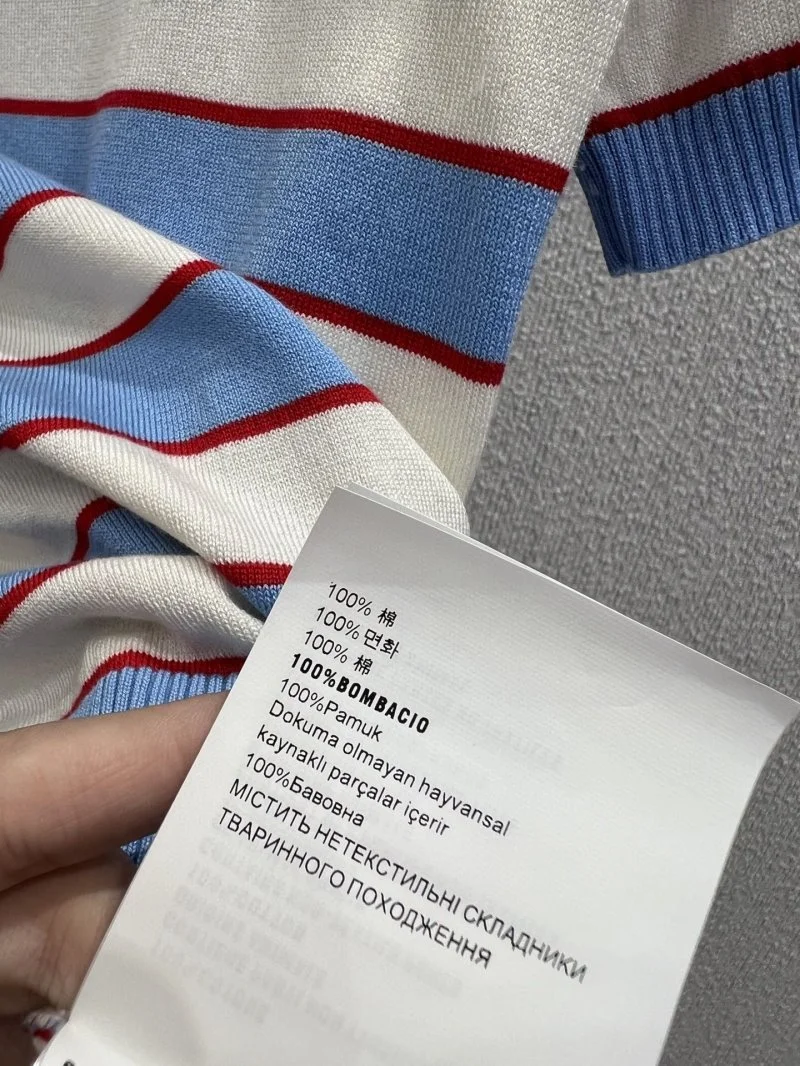 100% 棉
100% 면화
100% 棉
100%BOMBACIO
100%Pamuk
Dokuma olmayan hayvansal
kaynaklı parçalar içerir
100%Бавовна
МІСТИТЬ НЕТЕКСТИЛЬНІ СКЛАДНИКИ
ТВАРИННОГО ПОХОДЖЕННЯ